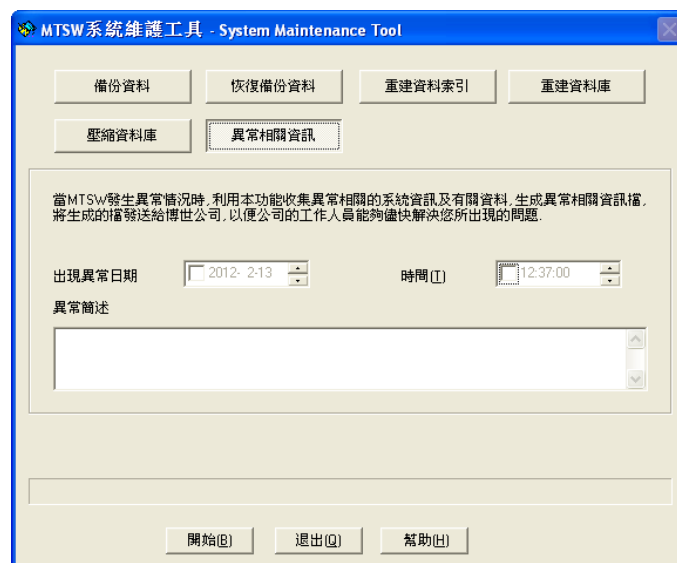 MTSW系統維護工具 - System Maintenance Tool
備份資料 恢復備份資料 重建資料索引 重建資料庫
壓縮資料庫 異常相關資訊
當MTSW發生異常情況時,利用本功能收集異常相關的系統資訊及有關資料,生成異常相關資訊檔,
將生成的檔發送給博世公司,以便公司的工作人員能夠儘快解決您所出現的問題.
出現異常日期 2012- 2-13 時間(T) 12:37:00
異常簡述
開始(B) 退出(Q) 幫助(H)